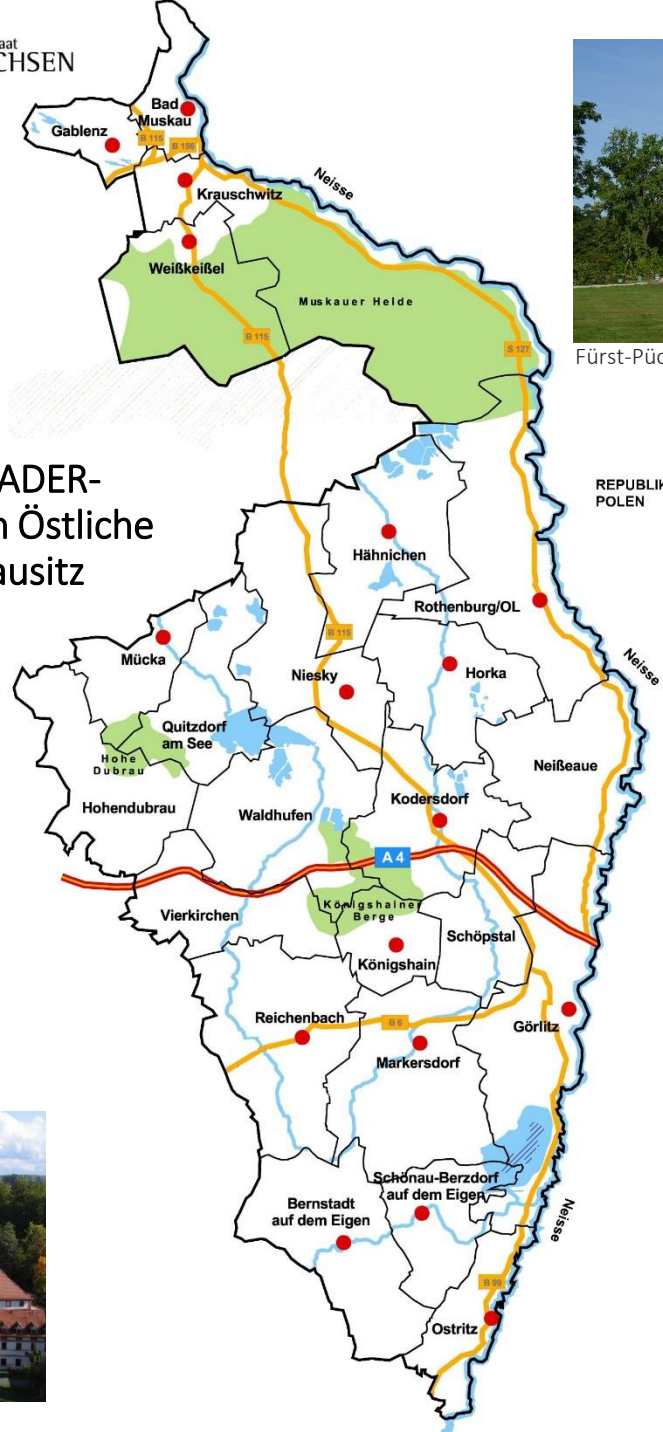 aat
CHSEN
Bad
Muskau
Gablenz
B 115
B 156
Krauschwitz
Neisse
Weißkeißel
Muskauer Heide
B 115
S 127
Fürst-Püc
ADER-
n Östliche
ausitz
REPUBLIK
POLEN
Hähnichen
Rothenburg/OL
B 115
Mücka
Niesky
Horka
Neisse
Quitzdorf
am See
Hohe
Dubrau
Neißeaue
Hohendubrau
Waldhufen
Kodersdorf
A 4
Vierkirchen
Königshainer
Berge
Schöpstal
Königshain
Reichenbach
B 6
Görlitz
Markersdorf
Schönau-Berzdorf
auf dem Eigen
Bernstadt
auf dem Eigen
Neisse
B 99
Ostritz